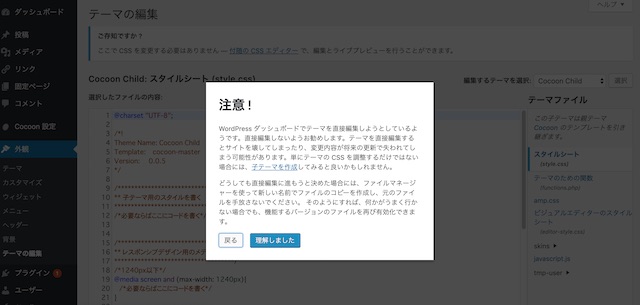 ダッシュボード
投稿
メディア
リンク
固定ページ
コメント
Cocoon 設定
外観
テーマ
カスタマイズ
ウィジェット
メニュー
ヘッダー
背景
テーマの編集
プラグイン 1
ユーザー
ヘルプ
テーマの編集
ご存知ですか ?
ここで CSS を変更する必要はありません — 付随の CSS エディター で、編集とライブプレビューを行うことができます。
Cocoon Child: スタイルシート (style.css)
編集するテーマを選択: Cocoon Child 選択
選択したファイルの内容:
1 @charset "UTF-8";
2
3 /*!
4 Theme Name: Cocoon Child
5 Template: cocoon-master
6 Version: 0.0.5
7 */
8
9
10 ** 子テーマ用のスタイルを書く
11
12 /*必要ならばここにコードを書く*/
13
14
15 ** レスポンシブデザイン用のメ
16
17 /*1240px以下*/
18 @media screen and (max-width: 1240px){
19 /*必要ならばここにコードを書く*/
20 }
注意 !
WordPress ダッシュボードでテーマを直接編集しようとしているよ
うです。直接編集しないようお勧めします。テーマを直接編集する
とサイトを壊してしまったり、変更内容が将来の更新で失われてし
まう可能性があります。単にテーマの CSS を調整するだけではない
場合には、子テーマを作成してみると良いかもしれません。
どうしても直接編集に進もうと決めた場合には、ファイルマネージ
ャーを使って新しい名前でファイルのコピーを作成し、元のファイ
ルを手放さないでください。 そのようにすれば、何かがうまく行か
ない場合でも、機能するバージョンのファイルを再び有効化できま
す。
戻る 理解しました
テーマファイル
この子テーマは親テーマ
Cocoon のテンプレートを引き
継ぎます。
スタイルシート
(style.css)
テーマのための関数
(functions.php)
amp.css
ビジュアルエディターのスタイル
シート
(editor-style.css)
skins
javascript.js
tmp-user